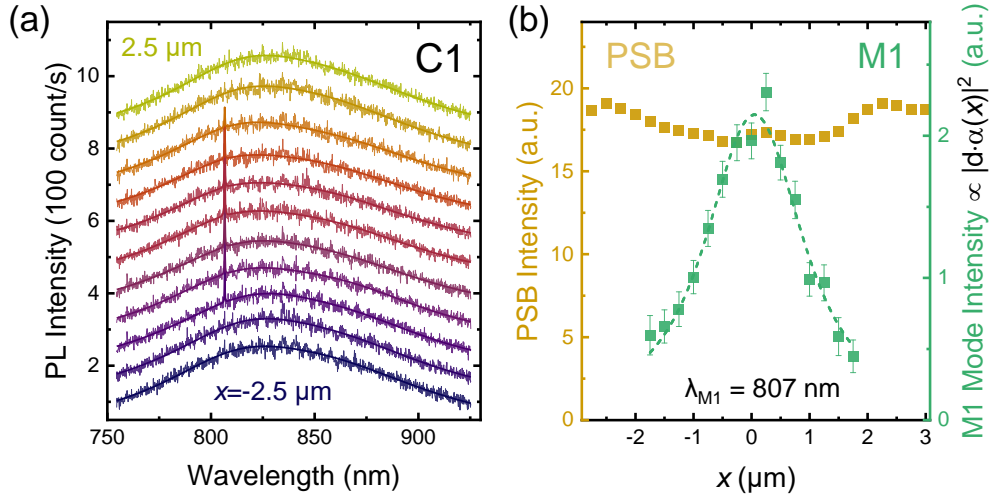 (a)
2.5 µm
C1
10
8
6
4
2
PL Intensity (100 count/s)
x=-2.5 µm
750
800
850
900
Wavelength (nm)
(b)
PSB
M1
20
15
10
5
0
PSB Intensity (a.u.)
2
1
0
M1 Mode Intensity ∝ |d·α(x)|² (a.u.)
λM1 = 807 nm
-2
-1
0
1
2
3
x (µm)